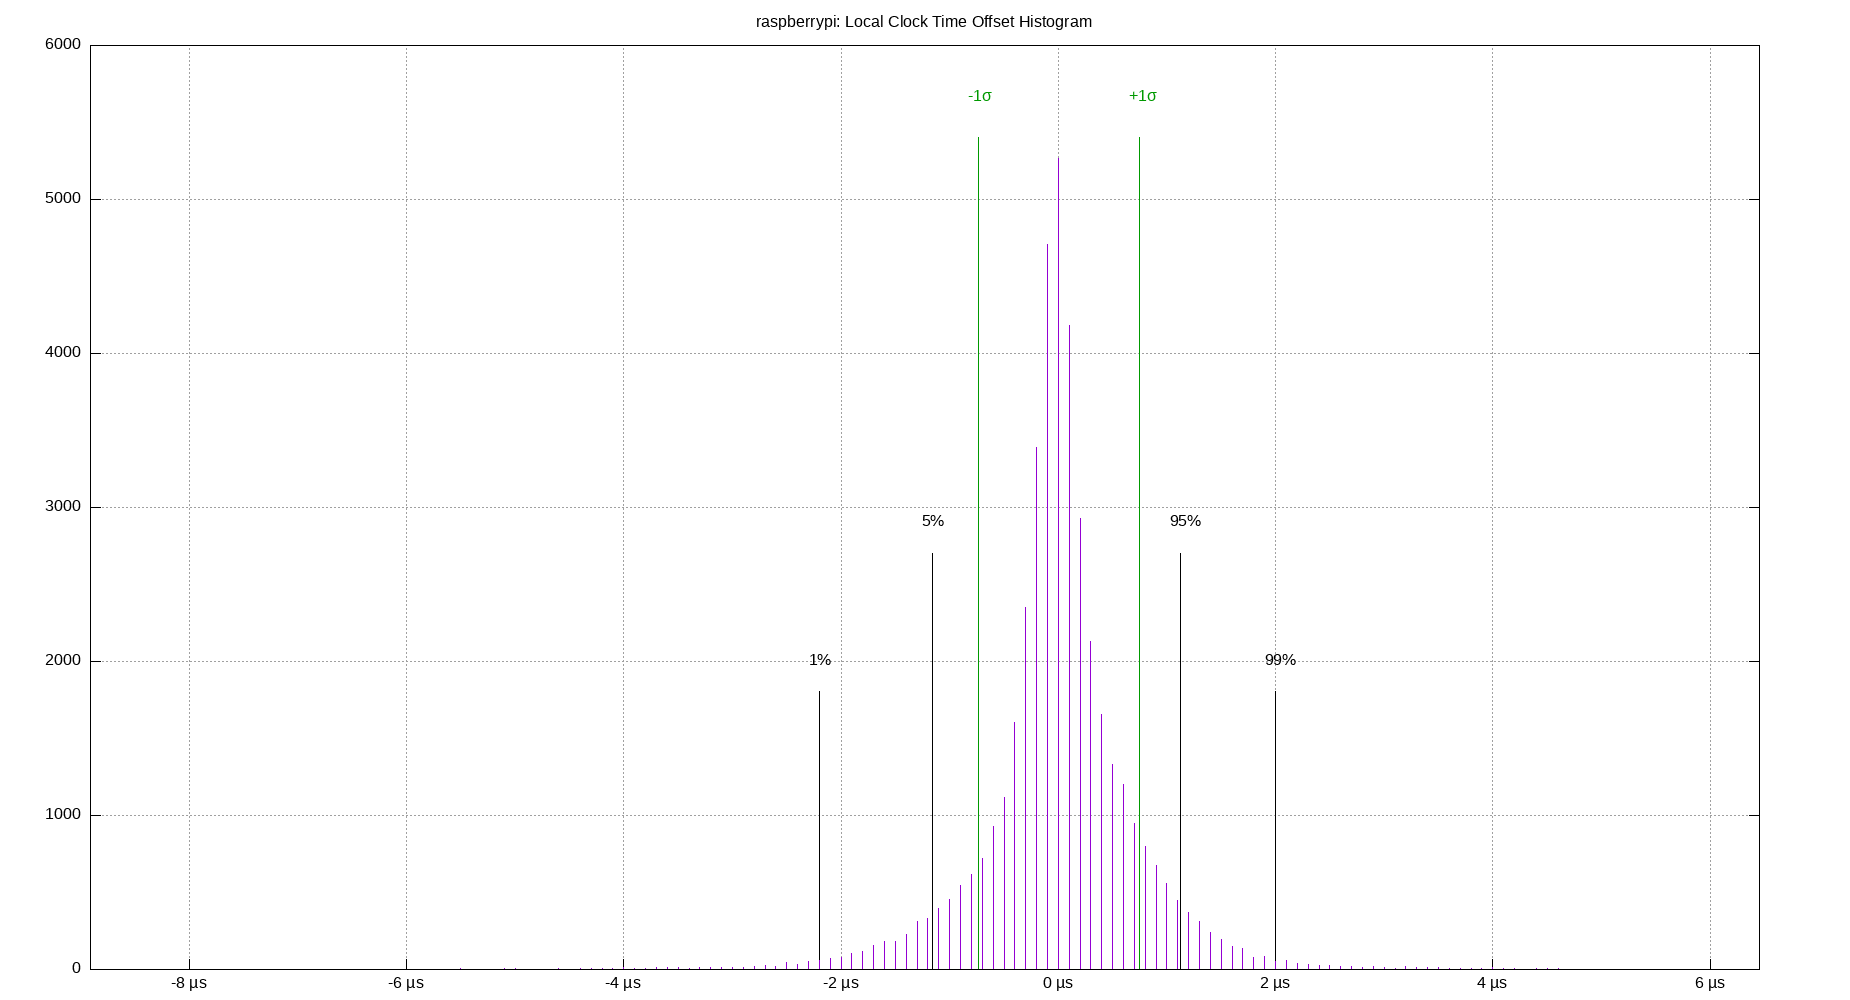 raspberrypi: Local Clock Time Offset Histogram
6000
-1σ
+1σ
5000
4000
3000
5%
95%
2000
1%
99%
1000
0
-8 µs
-6 µs
-4 µs
-2 µs
0 µs
2 µs
4 µs
6 µs